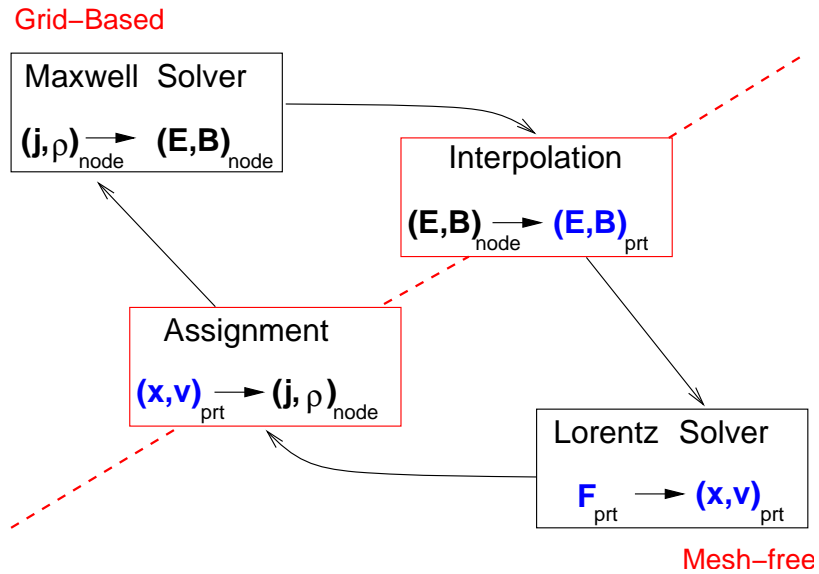 Grid–Based
Maxwell Solver
(j,ρ)node → (E,B)node
Interpolation
(E,B)node → (E,B)prt
Assignment
(x,v)prt → (j,ρ)node
Lorentz Solver
Fprt → (x,v)prt
Mesh–free